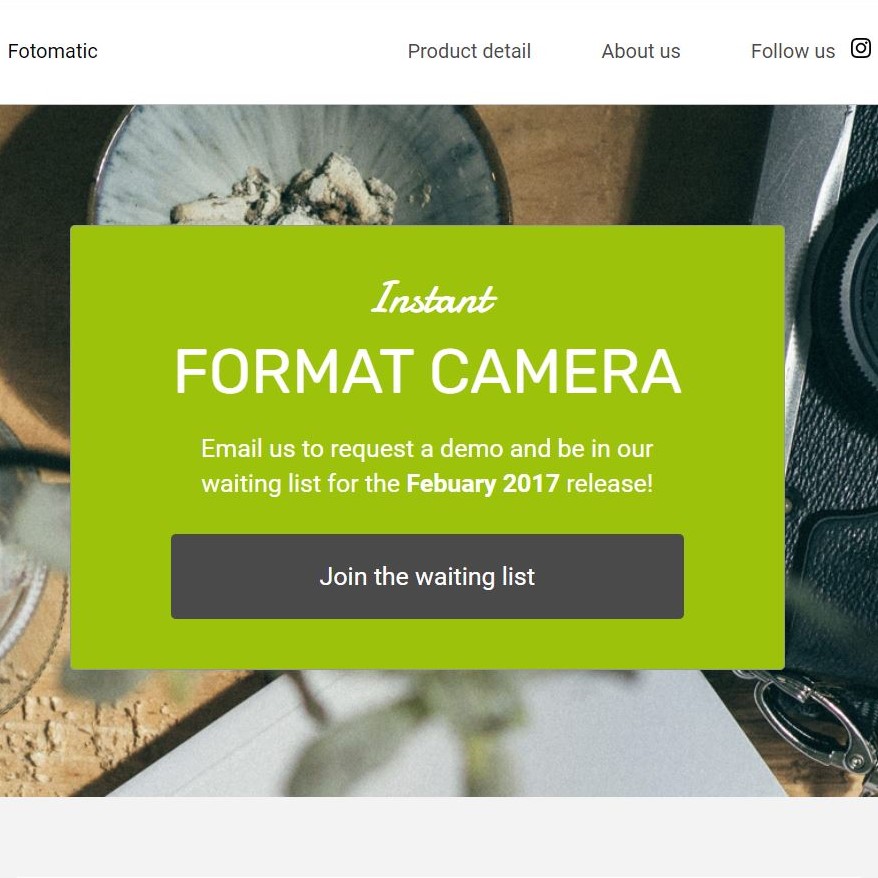 Fotomatic
Product detail
About us
Follow us
Instant
FORMAT CAMERA
Email us to request a demo and be in our
waiting list for the Febuary 2017 release!
Join the waiting list